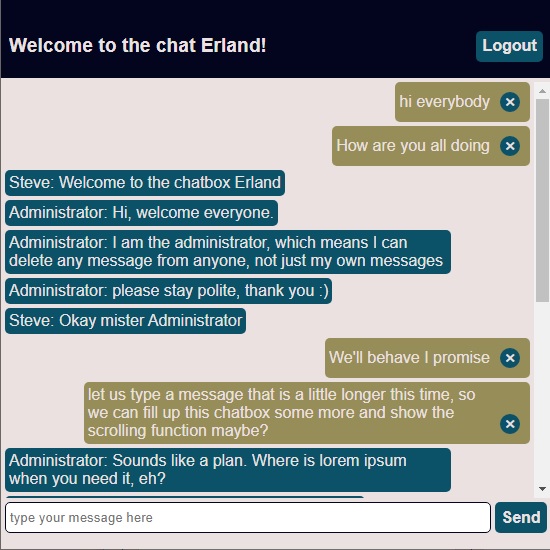 Welcome to the chat Erland!
Logout
hi everybody
How are you all doing
Steve: Welcome to the chatbox Erland
Administrator: Hi, welcome everyone.
Administrator: I am the administrator, which means I can
delete any message from anyone, not just my own messages
Administrator: please stay polite, thank you :)
Steve: Okay mister Administrator
We'll behave I promise
let us type a message that is a little longer this time, so
we can fill up this chatbox some more and show the
scrolling function maybe?
Administrator: Sounds like a plan. Where is lorem ipsum
when you need it, eh?
type your message here
Send